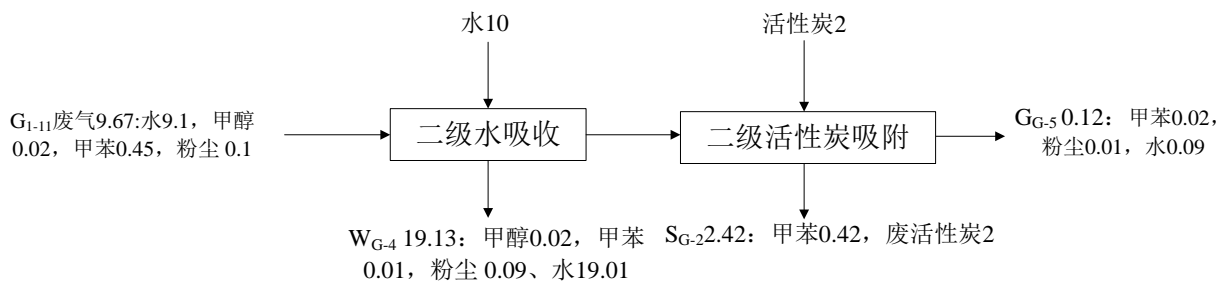 水10
活性炭2
G1-11废气9.67:水9.1，甲醇
0.02，甲苯0.45，粉尘 0.1
二级水吸收
二级活性炭吸附
GG-5 0.12：甲苯0.02，
粉尘0.01，水0.09
WG-4 19.13：甲醇0.02，甲苯
0.01，粉尘 0.09、水19.01
SG-22.42：甲苯0.42，废活性炭2